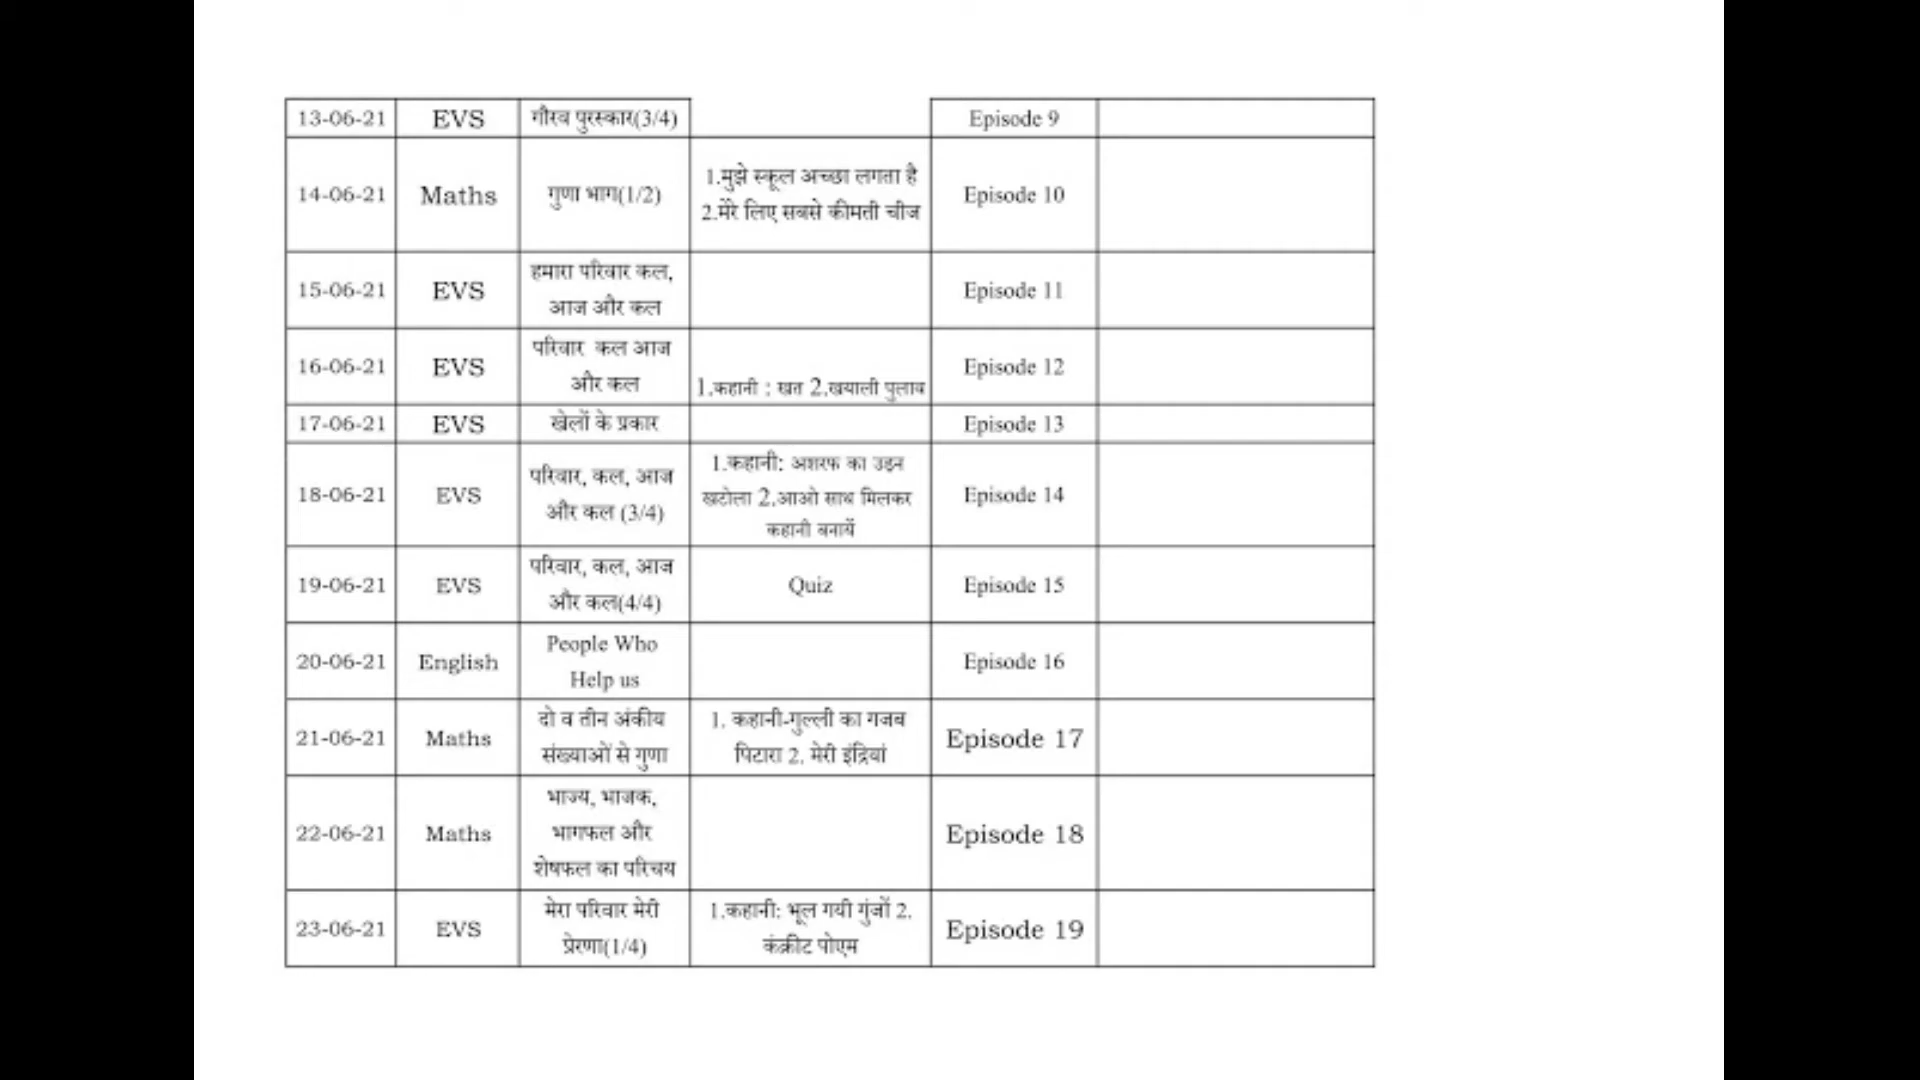 13-06-21 EVS गौरव पुरस्कार(3/4) Episode 9
14-06-21 Maths गुणा भाग(1/2) 1.मुझे स्कूल अच्छा लगता है
2.मेरे लिए सबसे कीमती चीज Episode 10
15-06-21 EVS हमारा परिवार कल,
आज और कल Episode 11
16-06-21 EVS परिवार कल आज
और कल 1.कहानी : खत 2.खयाली पुलाव Episode 12
17-06-21 EVS खेलों के प्रकार Episode 13
18-06-21 EVS परिवार, कल, आज
और कल (3/4) 1.कहानी: अशरफ का उड़न
खटोला 2.आओ साथ मिलकर
कहानी बनायें Episode 14
19-06-21 EVS परिवार, कल, आज
और कल(4/4) Quiz Episode 15
20-06-21 English People Who
Help us Episode 16
21-06-21 Maths दो व तीन अंकीय
संख्याओं से गुणा 1. कहानी-गुल्ली का गजब
पिटारा 2. मेरी इंद्रियां Episode 17
22-06-21 Maths भाज्य, भाजक,
भागफल और
शेषफल का परिचय Episode 18
23-06-21 EVS मेरा परिवार मेरी
प्रेरणा(1/4) 1.कहानी: भूल गयी गुंजों 2.
कंक्रीट पोएम Episode 19